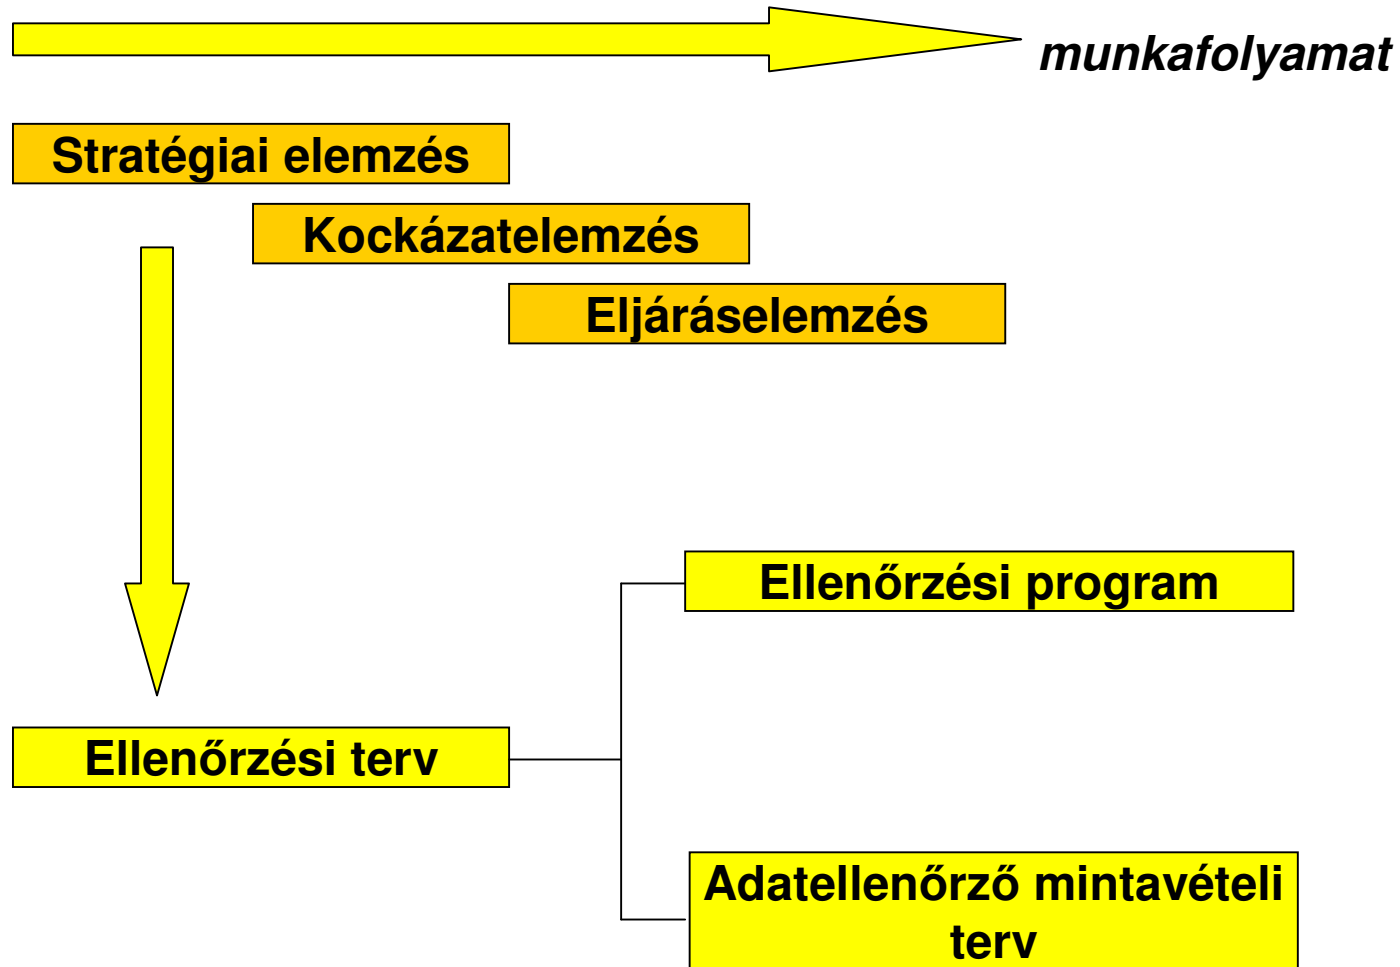 munkafolyamat
Stratégiai elemzés
Kockázatelemzés
Eljáráselemzés
Ellenőrzési program
Ellenőrzési terv
Adatellenőrző mintavételi
terv